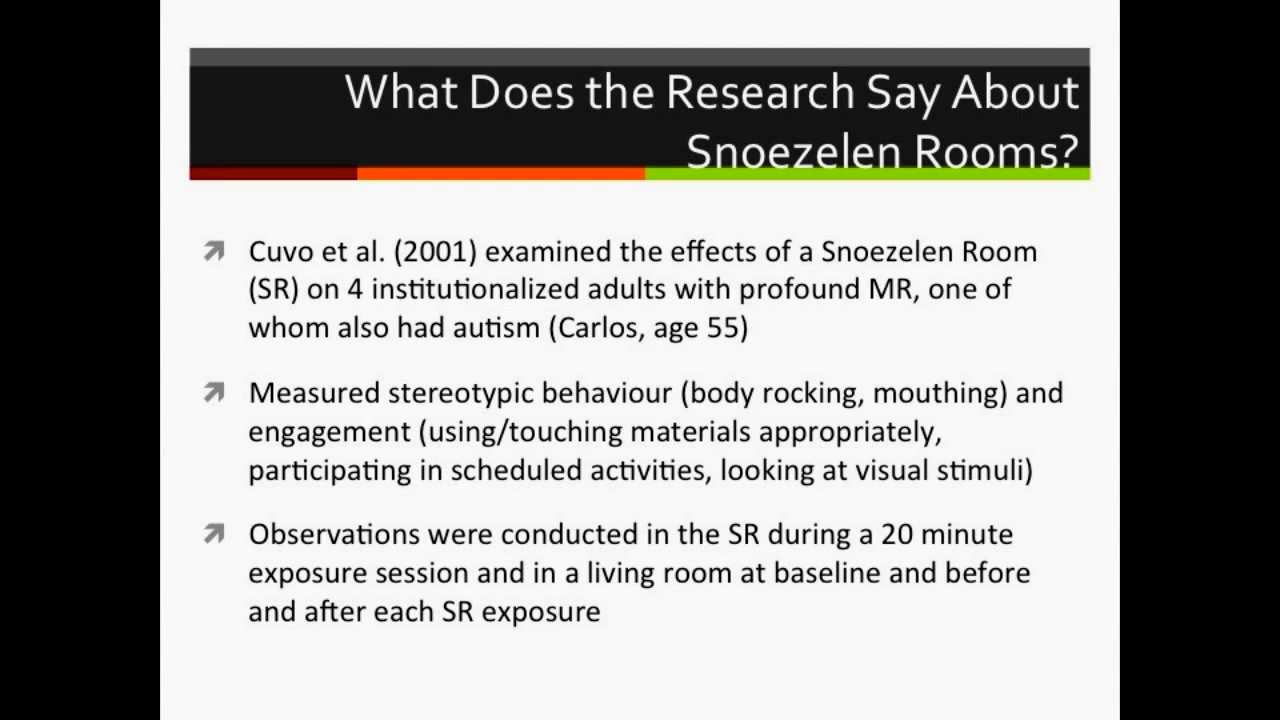 What Does the Research Say About
Snoezelen Rooms?
Cuvo et al. (2001) examined the effects of a Snoezelen Room
(SR) on 4 institutionalized adults with profound MR, one of
whom also had autism (Carlos, age 55)
Measured stereotypic behaviour (body rocking, mouthing) and
engagement (using/touching materials appropriately,
participating in scheduled activities, looking at visual stimuli)
Observations were conducted in the SR during a 20 minute
exposure session and in a living room at baseline and before
and after each SR exposure